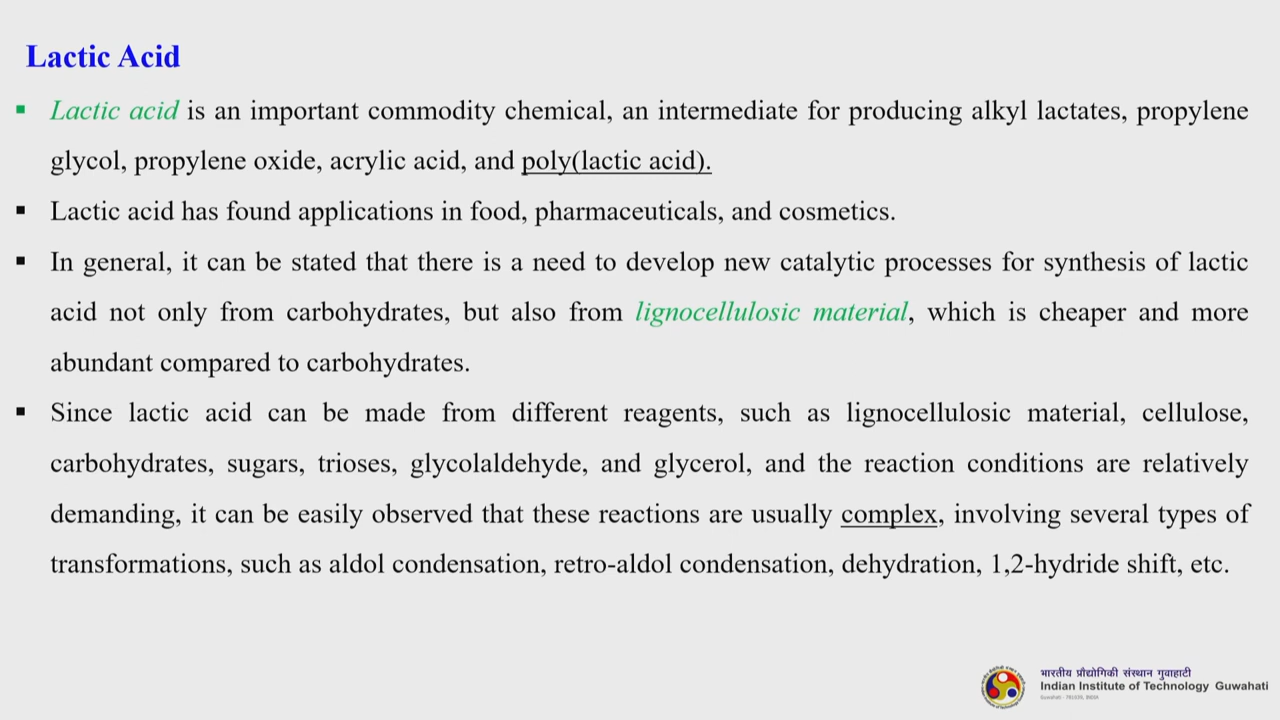 Lactic Acid
▪ Lactic acid is an important commodity chemical, an intermediate for producing alkyl lactates, propylene
glycol, propylene oxide, acrylic acid, and poly(lactic acid).
▪ Lactic acid has found applications in food, pharmaceuticals, and cosmetics.
▪ In general, it can be stated that there is a need to develop new catalytic processes for synthesis of lactic
acid not only from carbohydrates, but also from lignocellulosic material, which is cheaper and more
abundant compared to carbohydrates.
▪ Since lactic acid can be made from different reagents, such as lignocellulosic material, cellulose,
carbohydrates, sugars, trioses, glycolaldehyde, and glycerol, and the reaction conditions are relatively
demanding, it can be easily observed that these reactions are usually complex, involving several types of
transformations, such as aldol condensation, retro-aldol condensation, dehydration, 1,2-hydride shift, etc.
भारतीय प्रौद्योगिकी संस्थान गुवाहाटी
Indian Institute of Technology Guwahati
Guwahati - 781039, INDIA